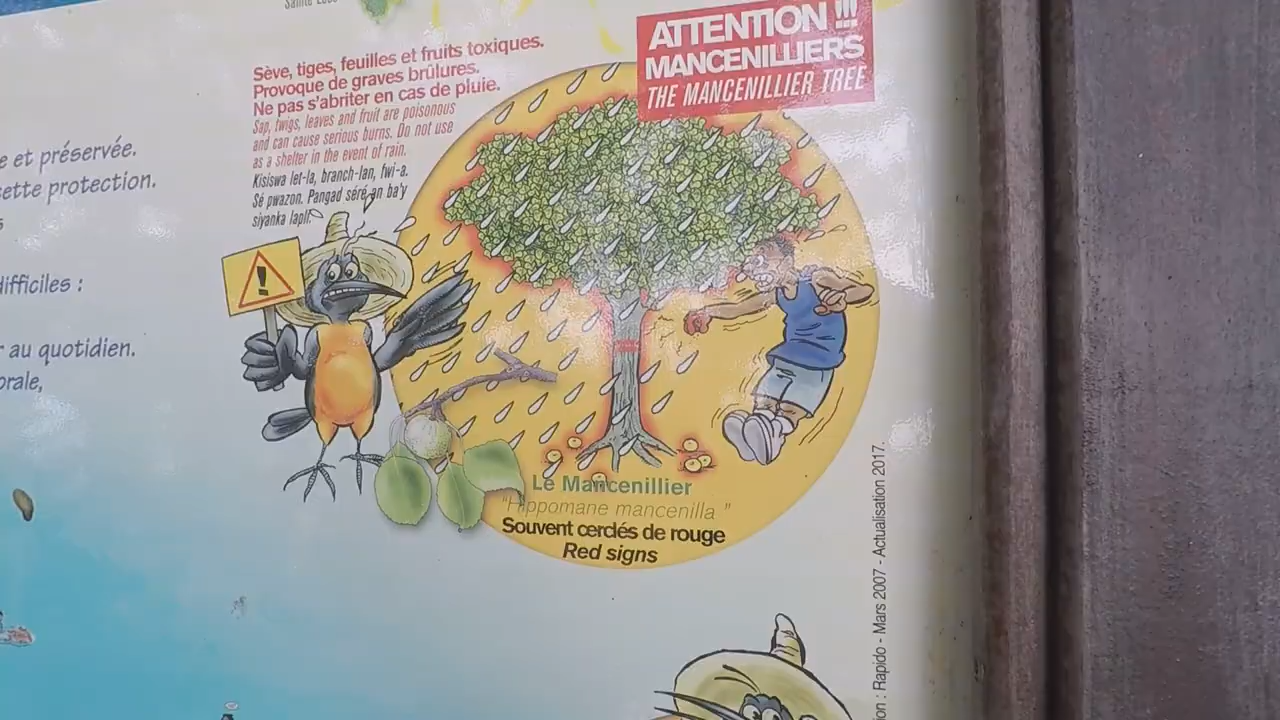 Sainte Luce
ATTENTION !!!
MANCENILLIERS
THE MANCENILLIER TREE
Sève, tiges, feuilles et fruits toxiques.
Provoque de graves brûlures.
Ne pas s'abriter en cas de pluie.
Sap, twigs, leaves and fruit are poisonous
and can cause serious burns. Do not use
as a shelter in the event of rain.
Kisiswa let-la, branch-lan, fwi-a.
Sé pwazon. Pangad séré an ba'y
siyanka lapli.
e et préservée.
cette protection.
s
difficiles :
r au quotidien.
orale,
Le Mancenillier
"Hippomane mancenilla "
Souvent cerclés de rouge
Red signs
ion : Rapido - Mars 2007 - Actualisation 2017.